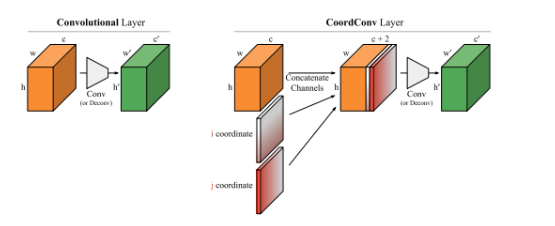 Convolutional Layer
c
w
h
Conv
(or Deconv)
c'
w'
h'
CoordConv Layer
c
w
h
i coordinate
j coordinate
Concatenate
Channels
c + 2
w
h
Conv
(or Deconv)
c'
w'
h'